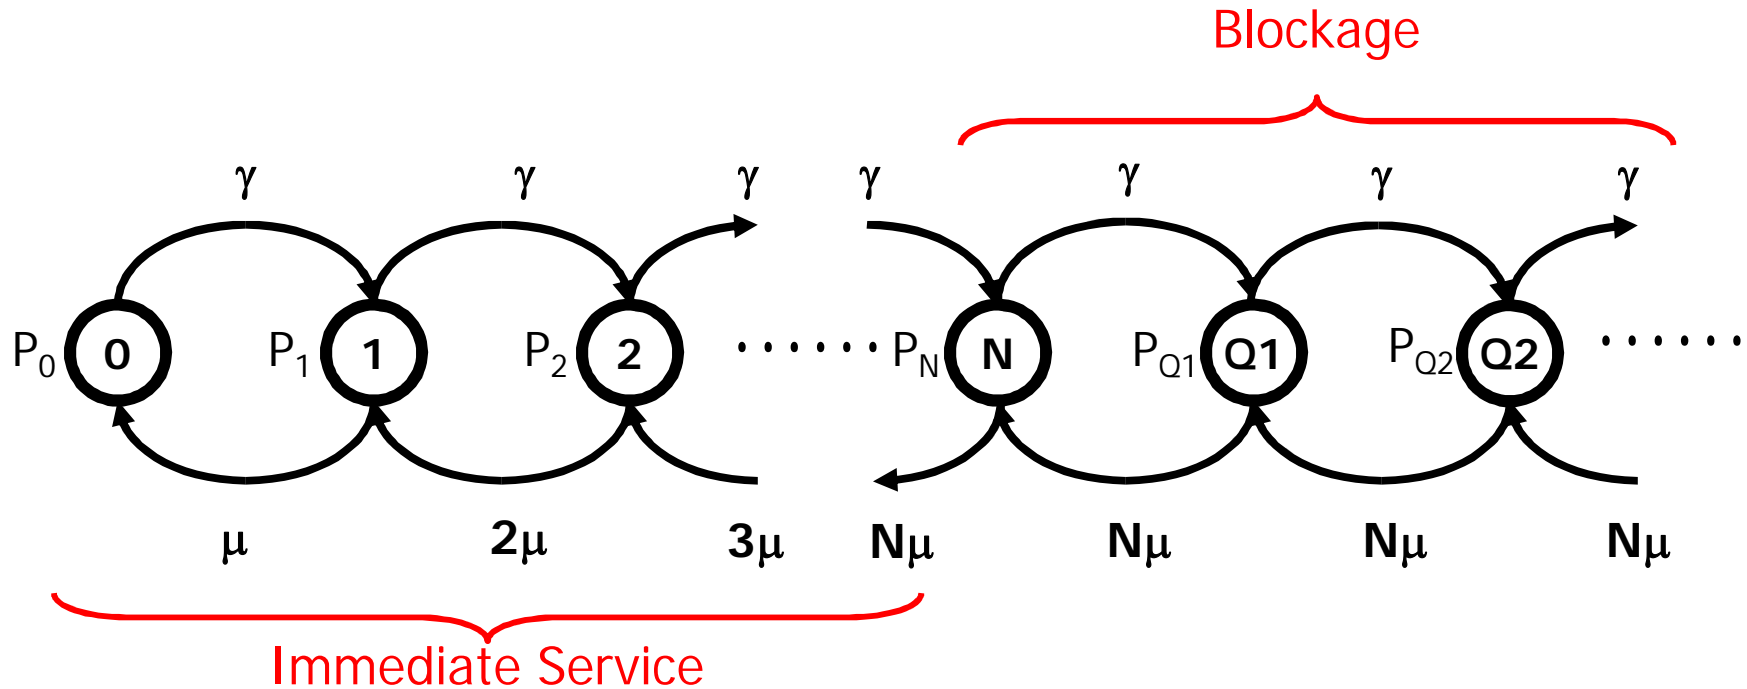 Blockage
γ γ γ γ γ γ γ
P0 0 P1 1 P2 2 ...... PN N PQ1 Q1 PQ2 Q2 ......
μ 2μ 3μ Nμ Nμ Nμ Nμ
Immediate Service